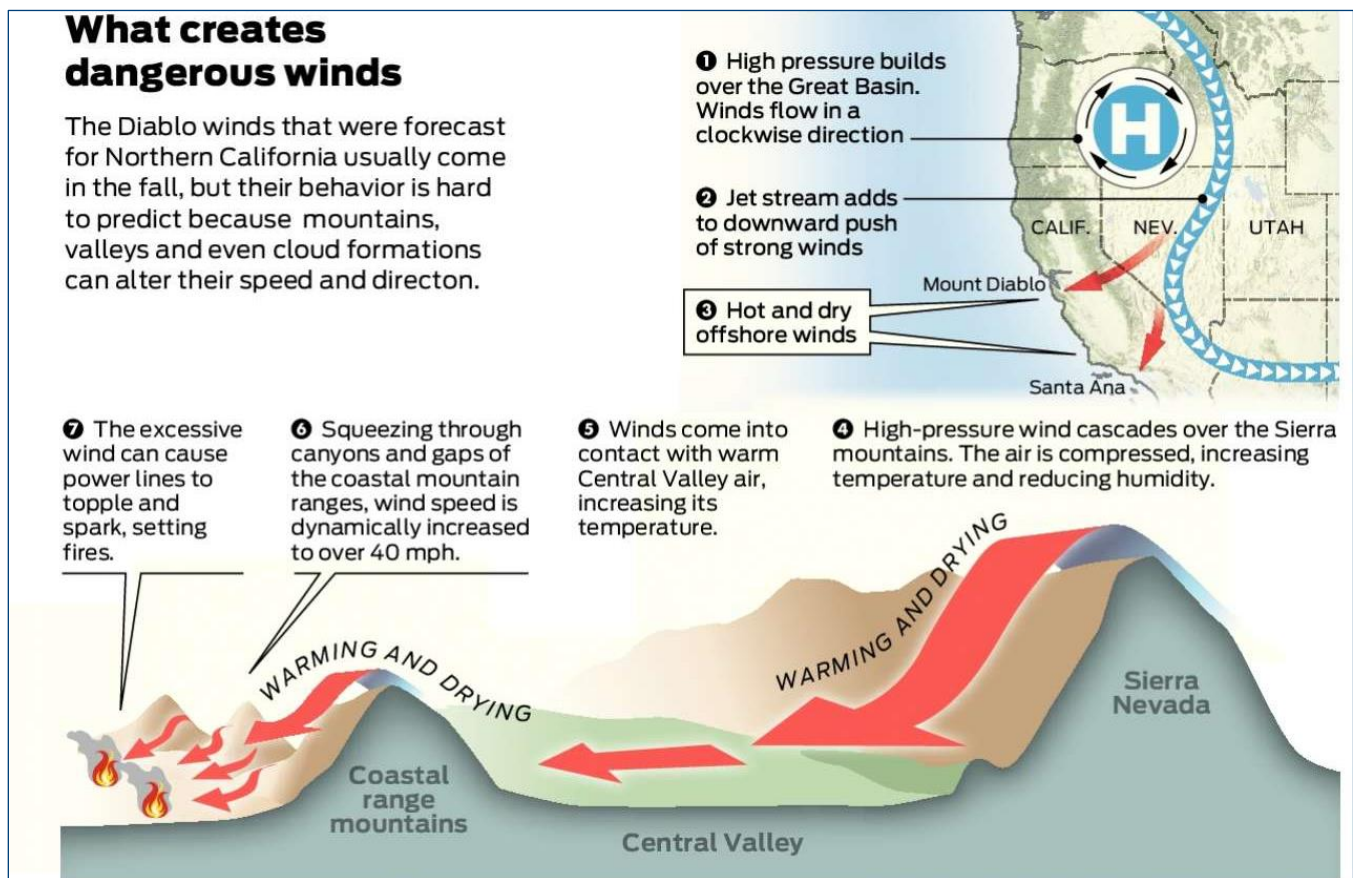 What creates
dangerous winds
The Diablo winds that were forecast
for Northern California usually come
in the fall, but their behavior is hard
to predict because mountains,
valleys and even cloud formations
can alter their speed and directon.
❶ High pressure builds
over the Great Basin.
Winds flow in a
clockwise direction
❷ Jet stream adds
to downward push
of strong winds
❸ Hot and dry
offshore winds
H
CALIF.
NEV.
UTAH
Mount Diablo
Santa Ana
❼ The excessive
wind can cause
power lines to
topple and
spark, setting
fires.
❻ Squeezing through
canyons and gaps of
the coastal mountain
ranges, wind speed is
dynamically increased
to over 40 mph.
❺ Winds come into
contact with warm
Central Valley air,
increasing its
temperature.
❹ High-pressure wind cascades over the Sierra
mountains. The air is compressed, increasing
temperature and reducing humidity.
WARMING AND DRYING
WARMING AND DRYING
Coastal
range
mountains
Central Valley
Sierra
Nevada